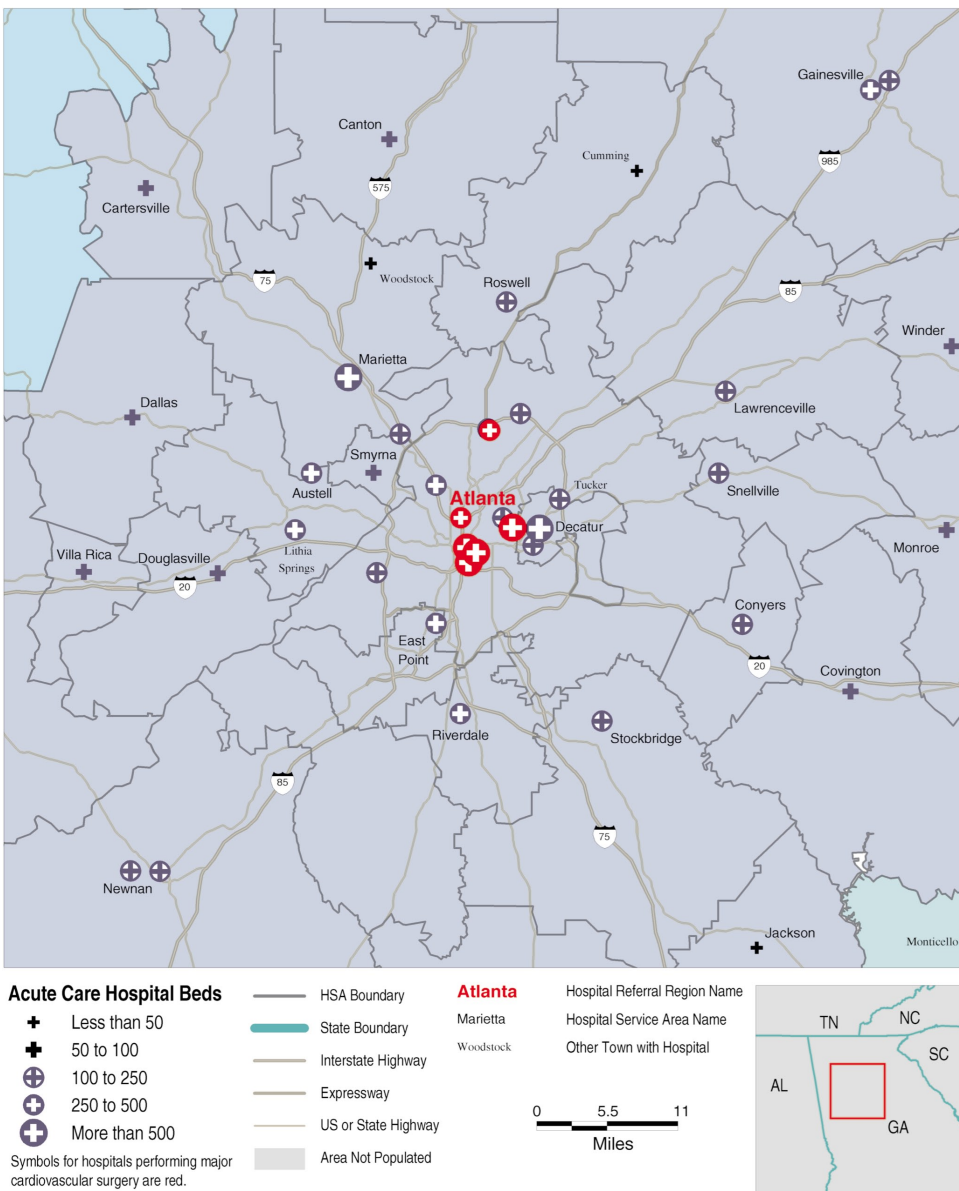 Gainesville
Canton
Cumming
985
575
Cartersville
75
Woodstock
Roswell
85
Winder
Marietta
Dallas
Lawrenceville
Smyrna
Austell
Tucker
Snellville
Atlanta
Decatur
Lithia
Springs
Villa Rica
Douglasville
Monroe
20
Conyers
East
Point
20
Covington
Riverdale
Stockbridge
85
75
Newnan
Jackson
Monticello
Acute Care Hospital Beds
Less than 50
50 to 100
100 to 250
250 to 500
More than 500
Symbols for hospitals performing major
cardiovascular surgery are red.
HSA Boundary
State Boundary
Interstate Highway
Expressway
US or State Highway
Area Not Populated
Atlanta Hospital Referral Region Name
Marietta Hospital Service Area Name
Woodstock Other Town with Hospital
0 5.5 11
Miles
TN
NC
SC
AL
GA